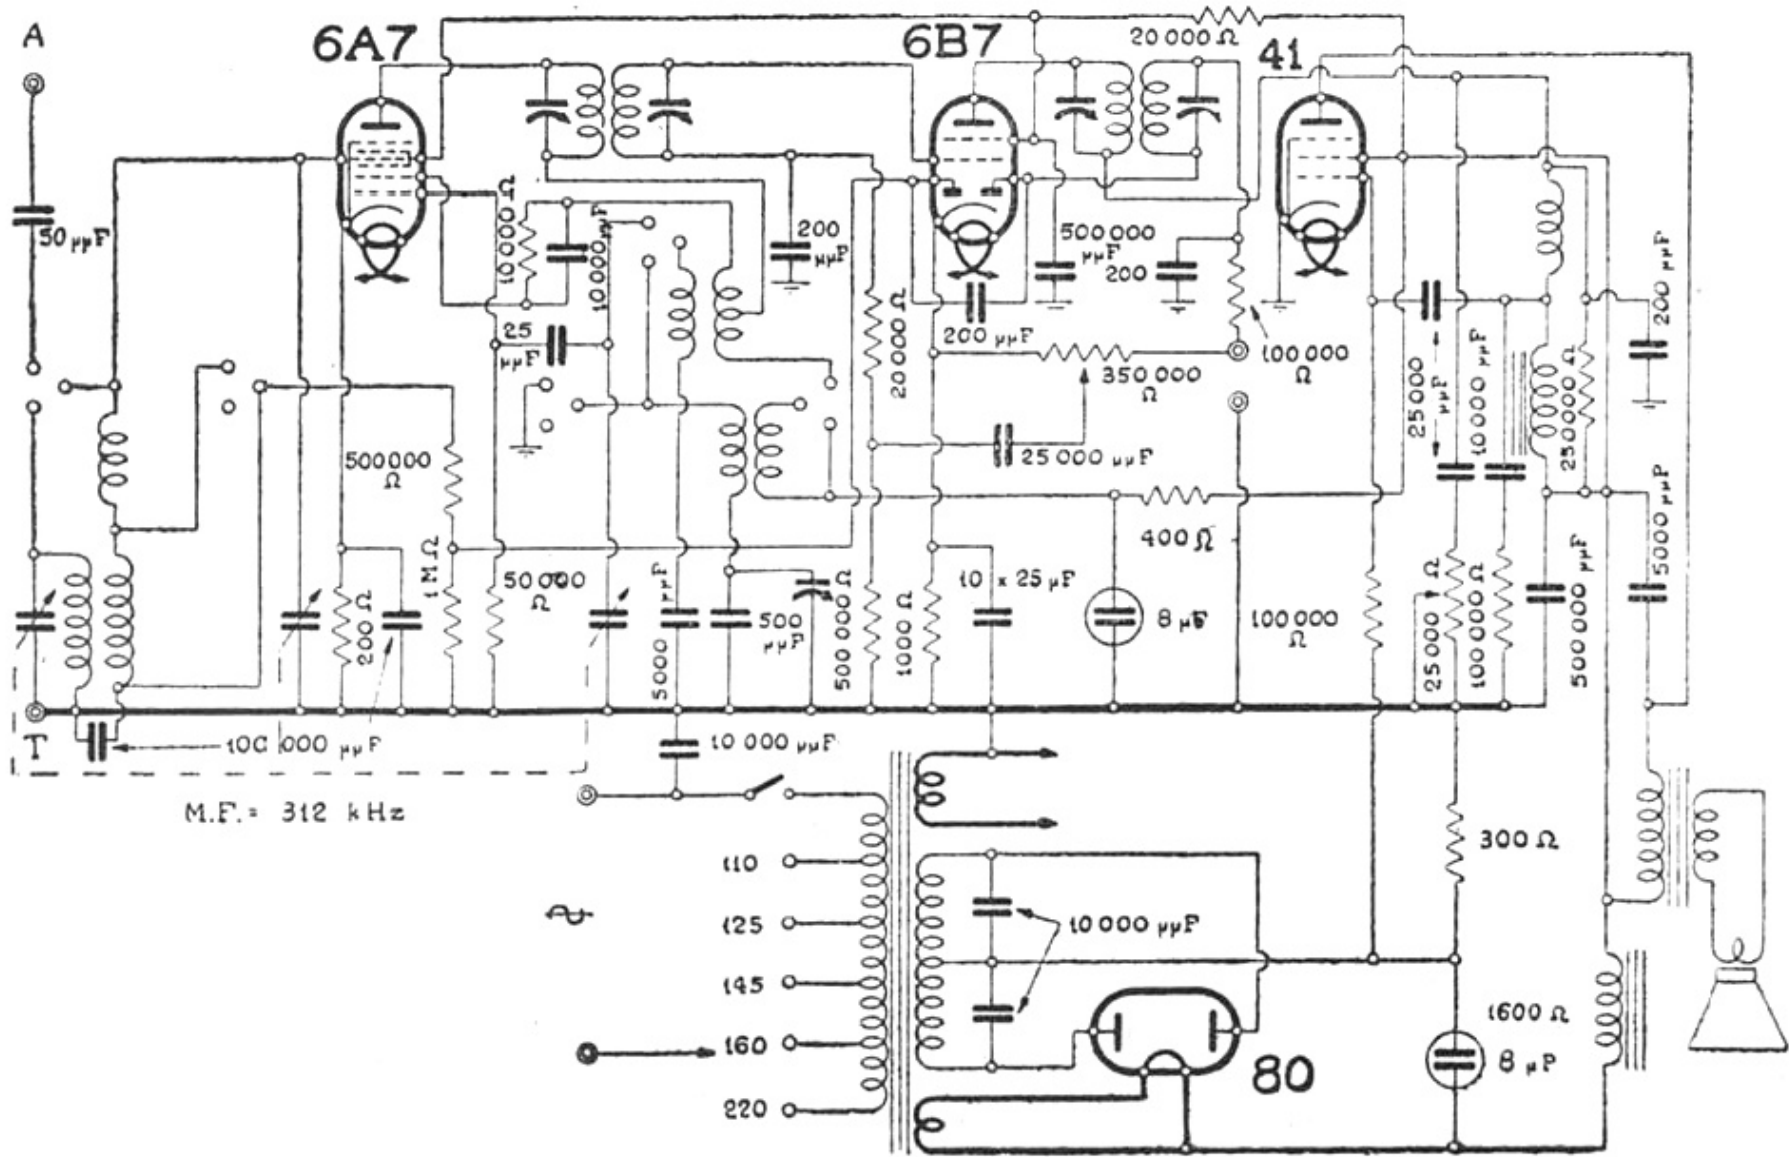 A
6A7
6B7
41
20 000 Ω
50 µµF
10 000 Ω
10 000 µµF
200 µµF
500 000 µµF
200
200 µµF
25 µµF
20 000 Ω
350 000 Ω
100 000 Ω
25 000 µµF
10 000 µµF
250 000 Ω
200 µµF
500 000 Ω
25 000 µµF
400 Ω
5000 µµF
1 MΩ
50 000 Ω
200 Ω
5000 µµF
500 µµF
500 000 Ω
1000 Ω
10 x 25 µF
8 µF
100 000 Ω
25 000 Ω
100 000 Ω
500 000 µµF
T
100 000 µµF
10 000 µµF
M.F. = 312 kHz
300 Ω
110
125
10 000 µµF
145
160
220
80
1600 Ω
8 µF